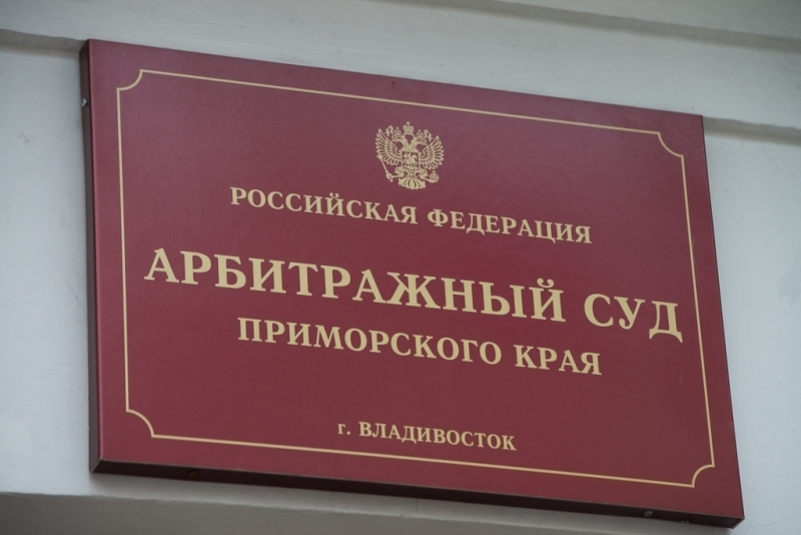 РОССИЙСКАЯ ФЕДЕРАЦИЯ
АРБИТРАЖНЫЙ СУД
ПРИМОРСКОГО КРАЯ
г. ВЛАДИВОСТОК